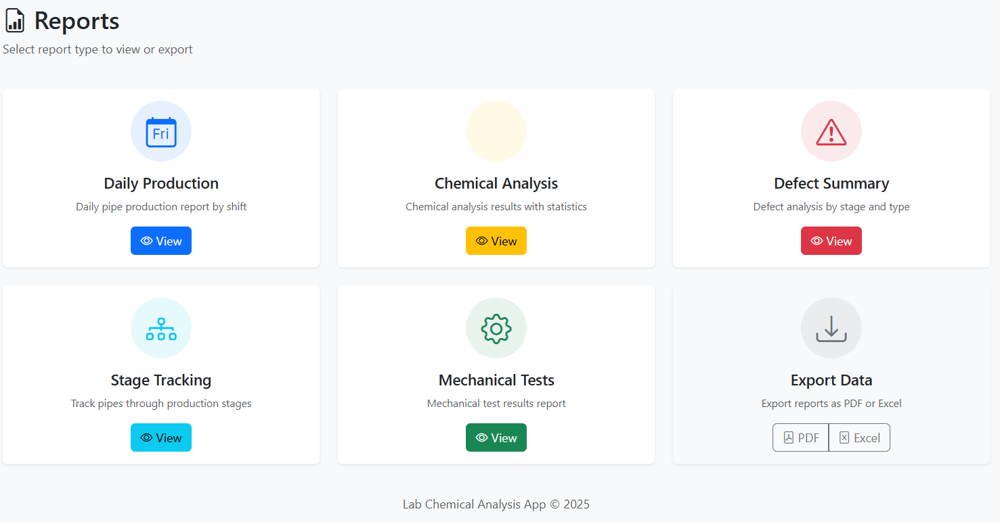 Reports
Select report type to view or export
Fri
Daily Production
Daily pipe production report by shift
View
Chemical Analysis
Chemical analysis results with statistics
View
Defect Summary
Defect analysis by stage and type
View
Stage Tracking
Track pipes through production stages
View
Mechanical Tests
Mechanical test results report
View
Export Data
Export reports as PDF or Excel
PDF Excel
Lab Chemical Analysis App © 2025